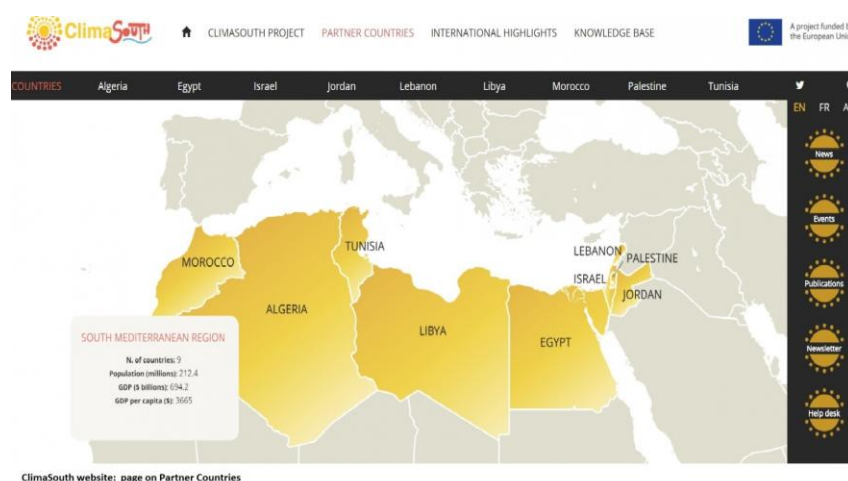 ClimaSouth
CLIMASOUTH PROJECT PARTNER COUNTRIES INTERNATIONAL HIGHLIGHTS KNOWLEDGE BASE
A project funded b
the European Unio
COUNTRIES Algeria Egypt Israel Jordan Lebanon Libya Morocco Palestine Tunisia
EN FR A
News
Events
Publications
Newsletter
Help desk
TUNISIA
MOROCCO
LEBANON
PALESTINE
ISRAEL
JORDAN
ALGERIA
LIBYA
EGYPT
SOUTH MEDITERRANEAN REGION
N. of countries: 9
Population (millions): 212.4
GDP ($ billions): 694.2
GDP per capita ($): 3665
ClimaSouth website: page on Partner Countries